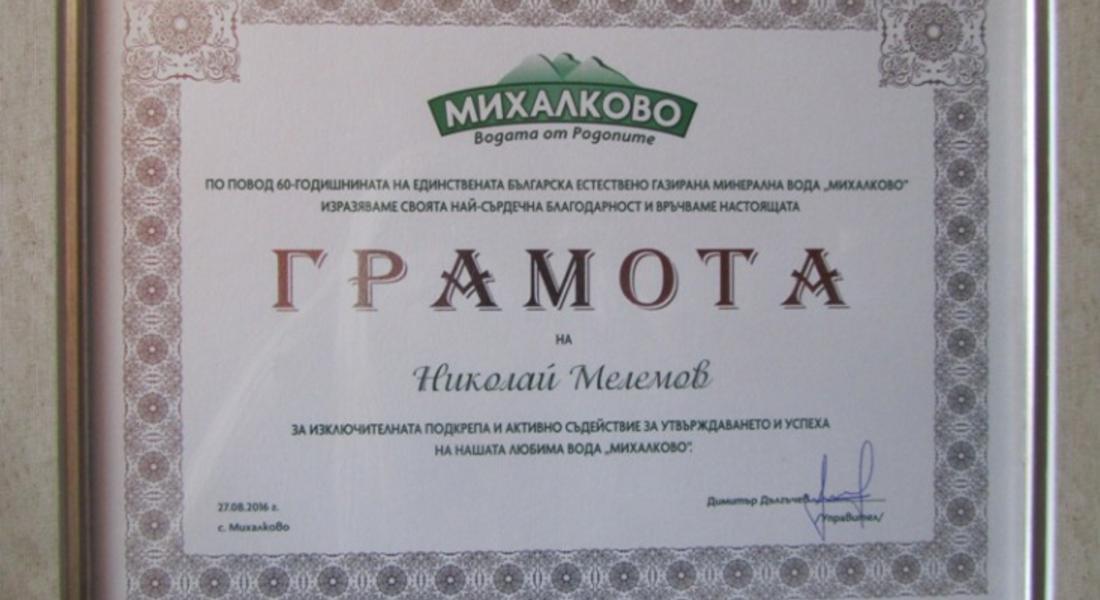 МИХАЛКОВО
Водата от Родопите
ПО ПОВОД 60-ГОДИШНИНАТА НА ЕДИНСТВЕНАТА БЪЛГАРСКА ЕСТЕСТВЕНО ГАЗИРАНА МИНЕРАЛНА ВОДА „МИХАЛКОВО“
ИЗРАЗЯВАМЕ СВОЯТА НАЙ-СЪРДЕЧНА БЛАГОДАРНОСТ И ВРЪЧВАМЕ НАСТОЯЩАТА
ГРАМОТА
НА
Николай Мелемов
ЗА ИЗКЛЮЧИТЕЛНАТА ПОДКРЕПА И АКТИВНО СЪДЕЙСТВИЕ ЗА УТВЪРЖДАВАНЕТО И УСПЕХА
НА НАШАТА ЛЮБИМА ВОДА „МИХАЛКОВО“.
27.08.2016 г.
с. Михалково
Димитър Дългъчев
/Управител/